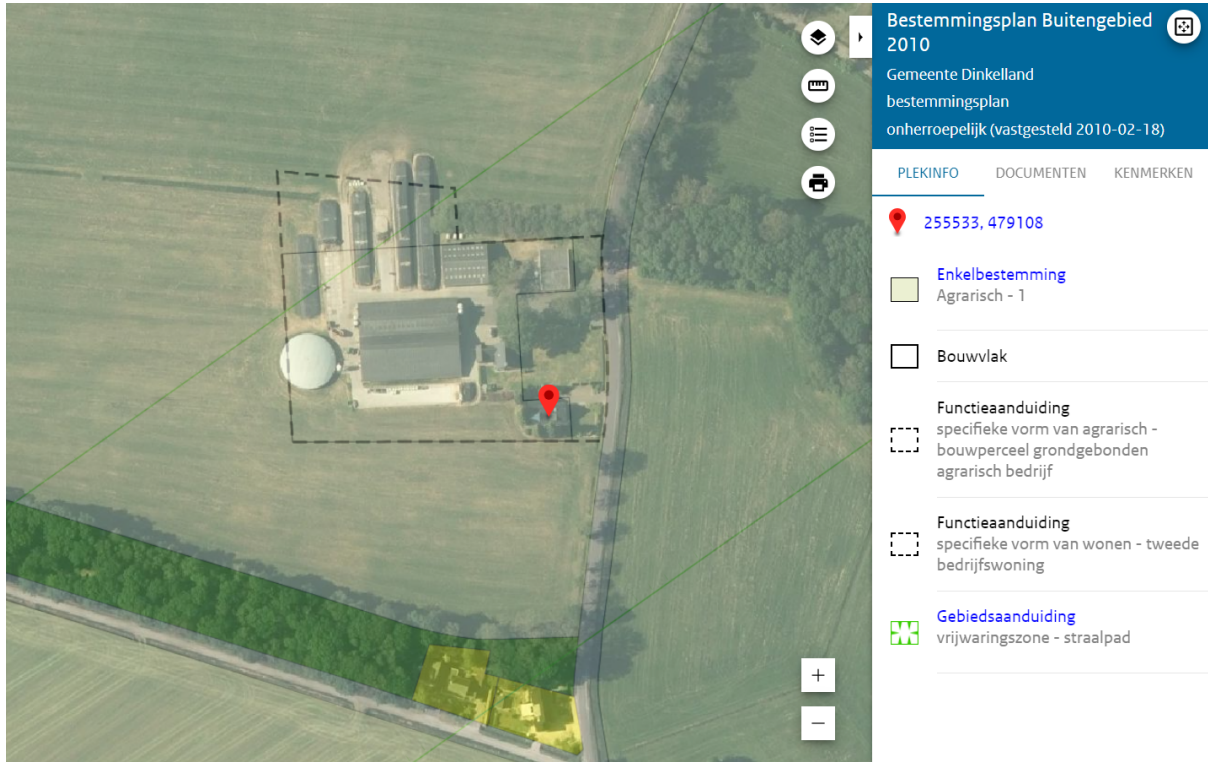 Bestemmingsplan Buitengebied
2010
Gemeente Dinkelland
bestemmingsplan
onherroepelijk (vastgesteld 2010-02-18)
PLEKINFO
DOCUMENTEN
KENMERKEN
255533, 479108
Enkelbestemming
Agrarisch - 1
Bouwvlak
Functieaanduiding
specifieke vorm van agrarisch -
bouwperceel grondgebonden
agrarisch bedrijf
Functieaanduiding
specifieke vorm van wonen - tweede
bedrijfswoning
Gebiedsaanduiding
vrijwaringszone - straalpad